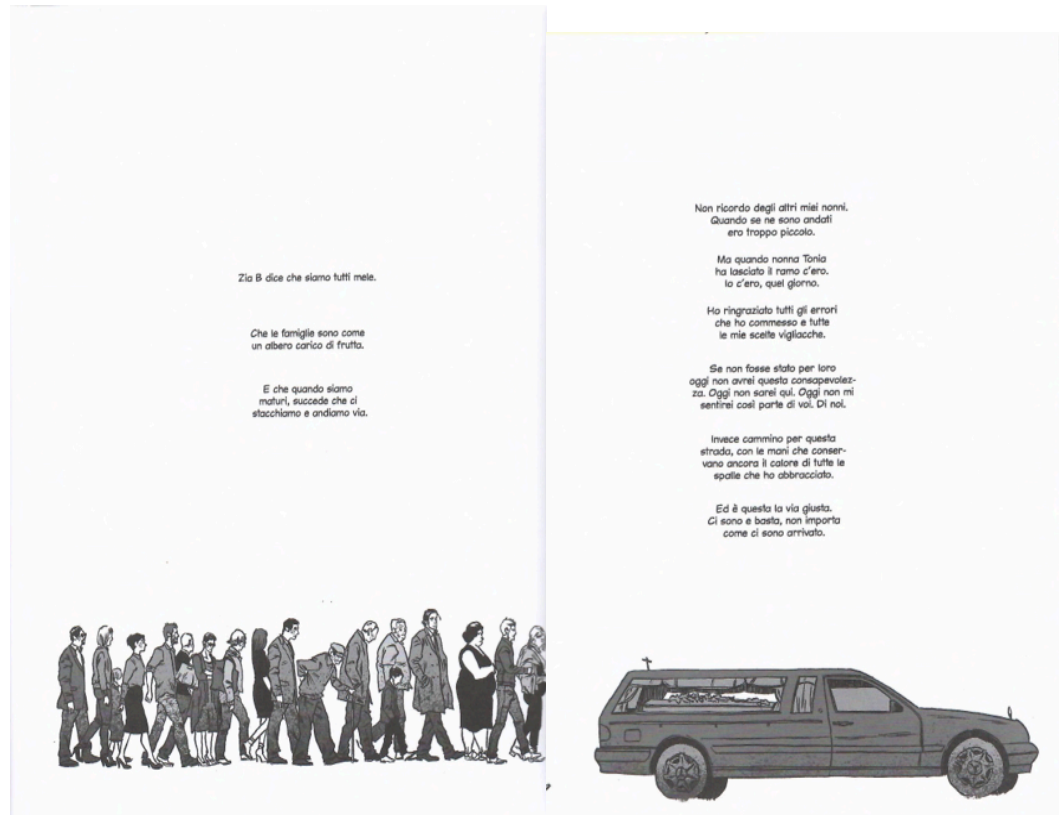 Zia B dice che siamo tutti mele.
Che le famiglie sono come
un albero carico di frutta.
E che quando siamo
maturi, succede che ci
stacchiamo e andiamo via.
Non ricordo degli altri miei nonni.
Quando se ne sono andati
ero troppo piccolo.
Ma quando nonna Tonia
ha lasciato il ramo c'ero.
Io c'ero, quel giorno.
Ho ringraziato tutti gli errori
che ho commesso e tutte
le mie scelte vigliacche.
Se non fosse stato per loro
oggi non avrei questa consapevolez-
za. Oggi non sarei qui. Oggi non mi
sentirei così parte di voi. Di noi.
Invece cammino per questa
strada, con le mani che conser-
vano ancora il calore di tutte le
spalle che ho abbracciato.
Ed è questa la via giusta.
Ci sono e basta, non importa
come ci sono arrivato.